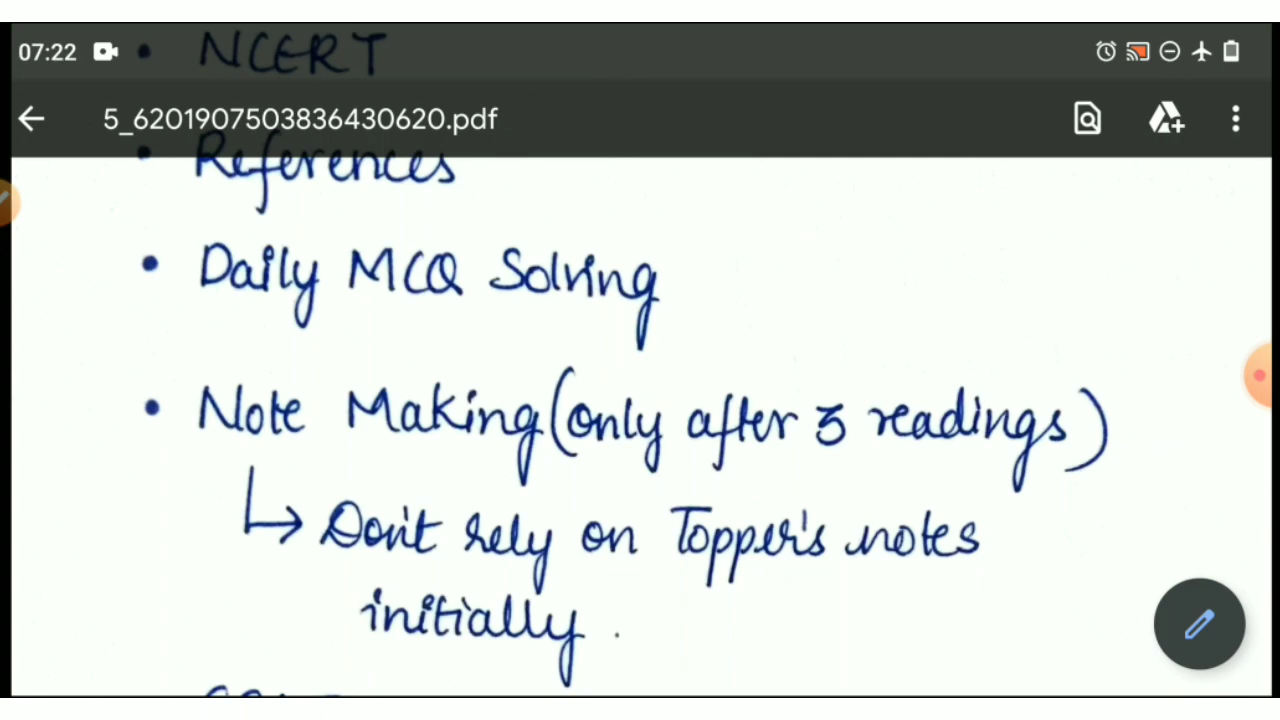 07:22 • NCERT
5_6201907503836430620.pdf
• References
• Daily MCQ Solving
• Note Making (only after 3 readings)
↳ Don't rely on Topper's notes
initially .